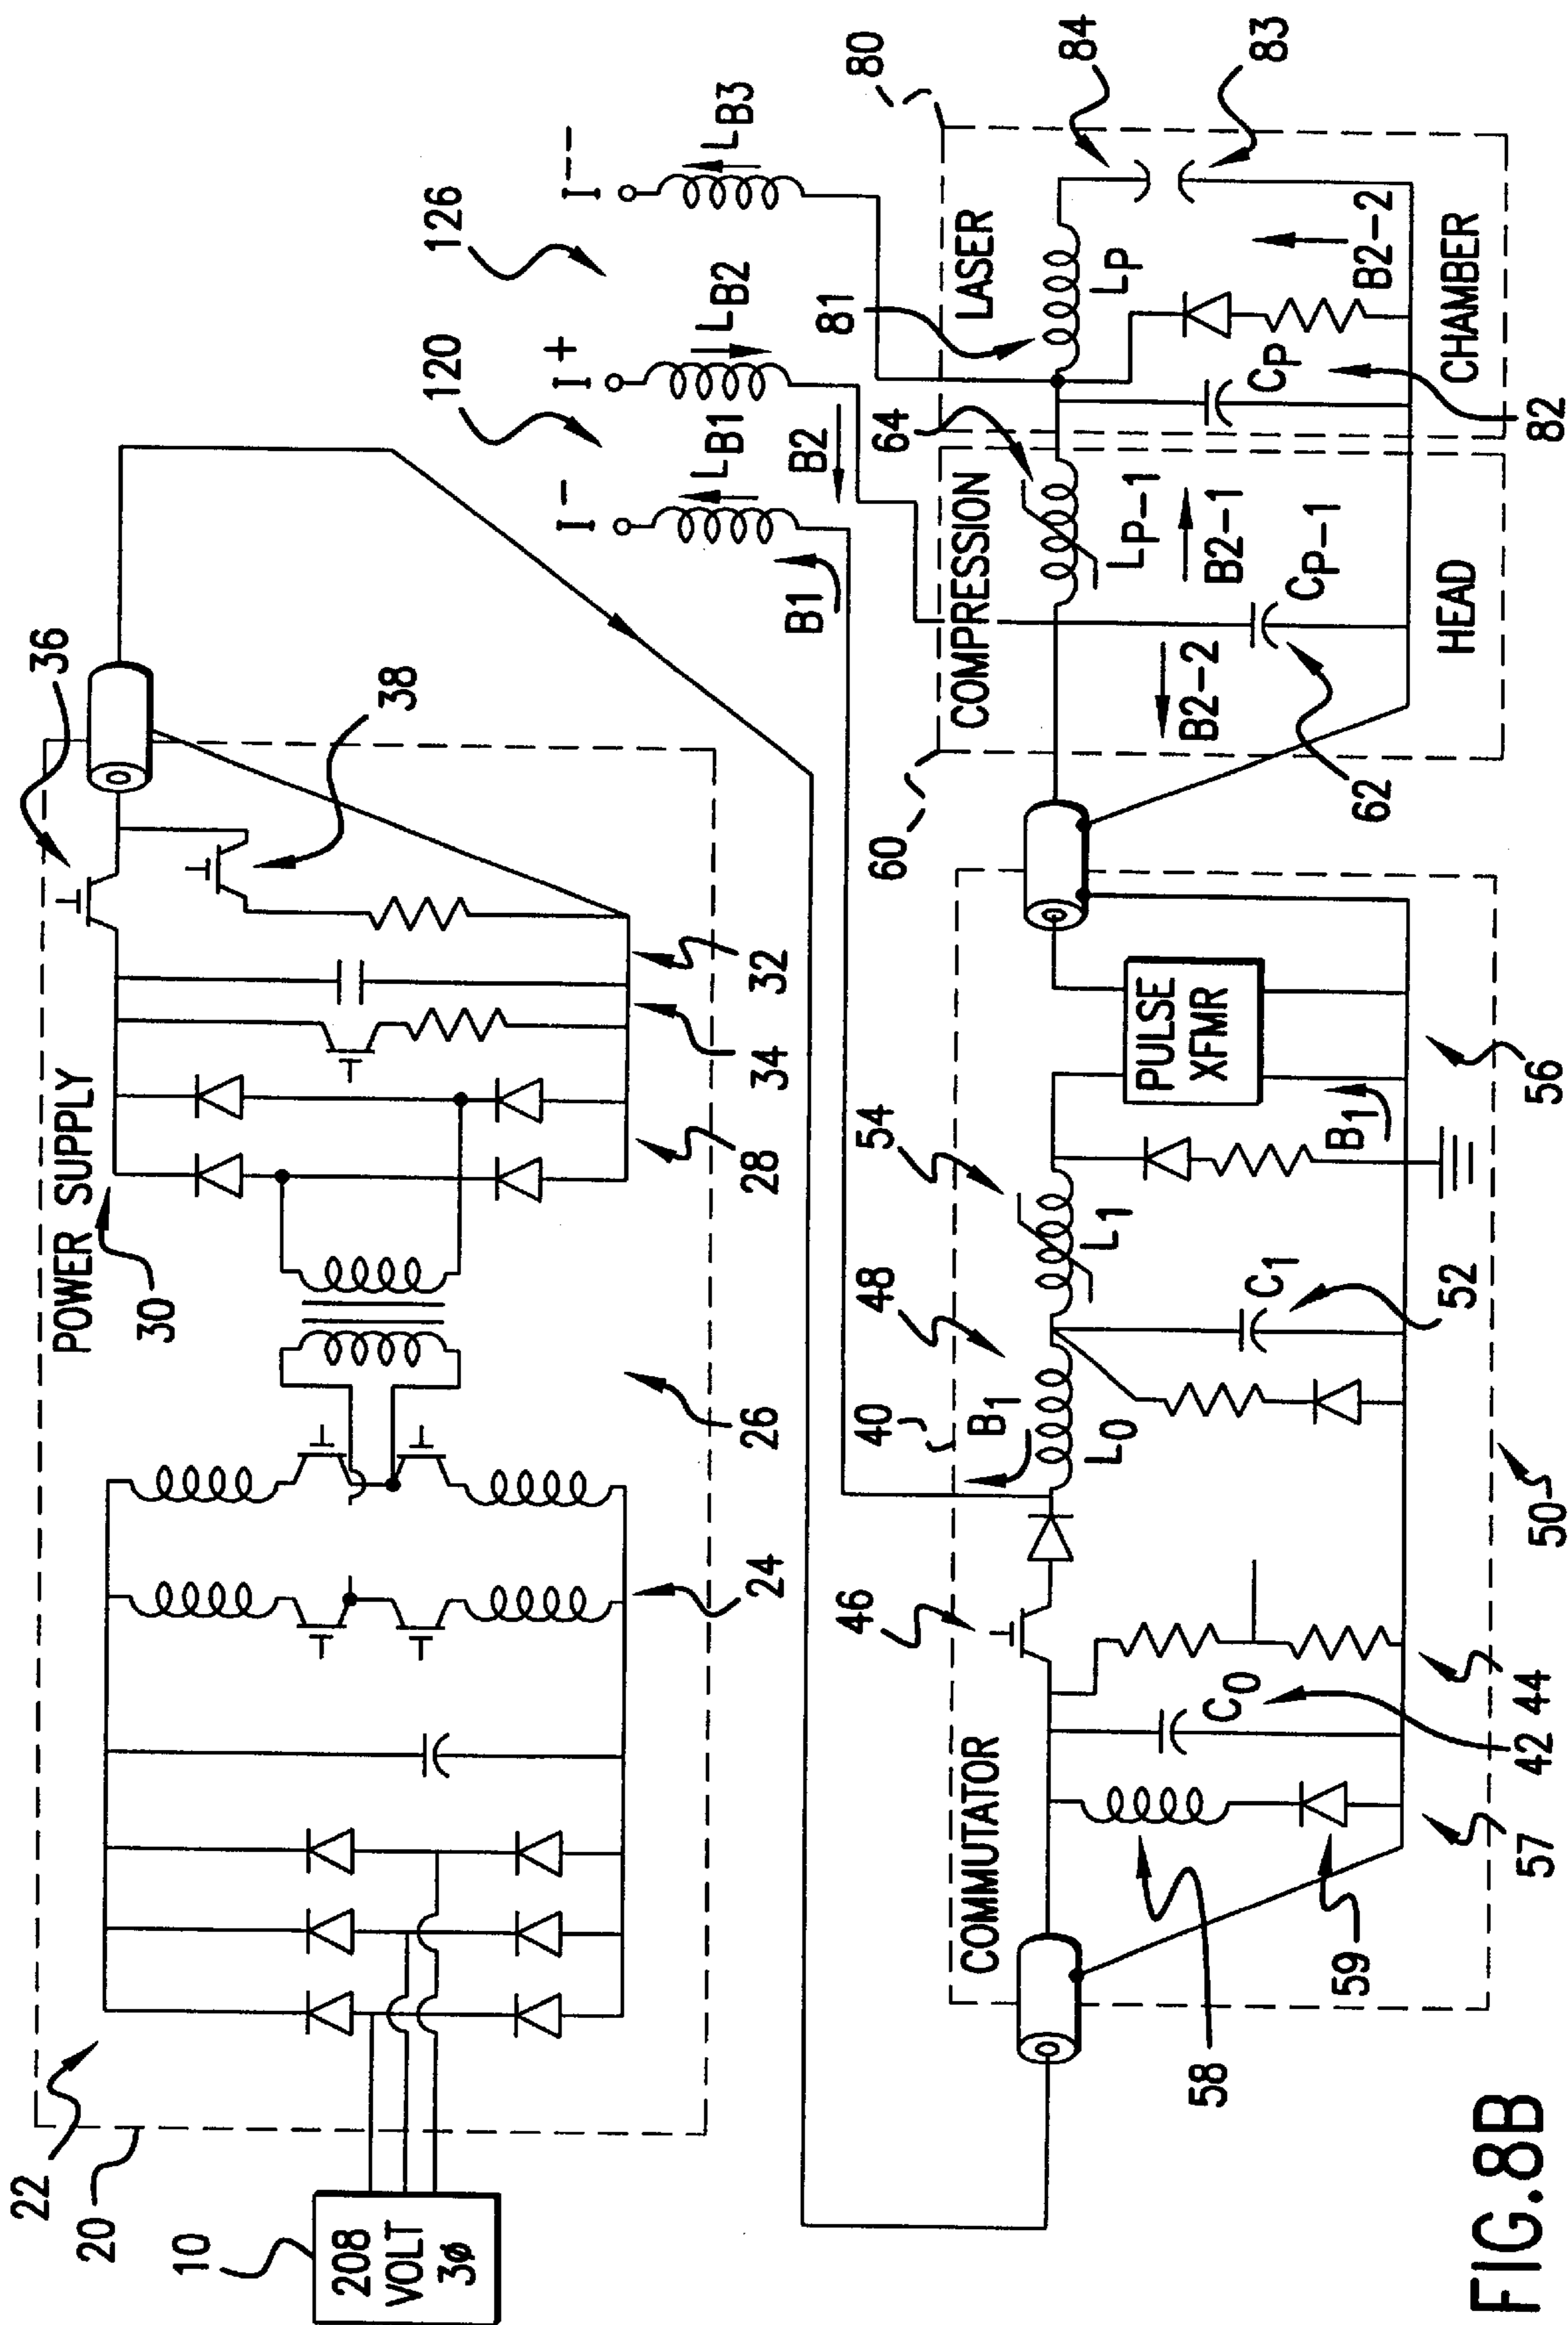 POWER SUPPLY
10
208
VOLT
3ø
20
22
24
26
28
30
32
34
36
38
120
126
I-
I+
I--
LB1
LB2
LB3
B1
B2
COMMUTATOR
40
42
44
46
48
50
52
54
56
57
58
59
C0
L0
B1
C1
L1
B1
PULSE
XFMR
COMPRESSION
HEAD
60
62
64
LP-1
CP-1
B2-1
B2-2
LASER
CHAMBER
80
81
82
83
84
LP
CP
B2-2
FIG.8B